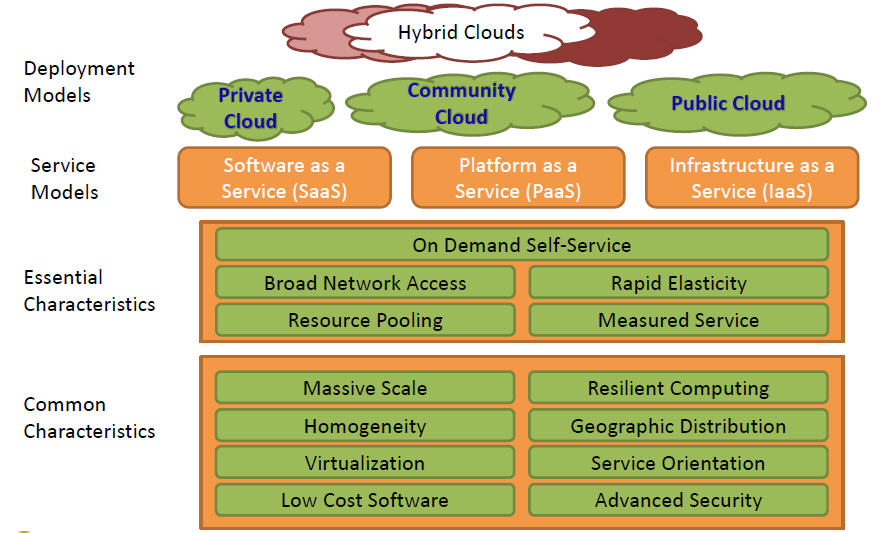 Hybrid Clouds
Deployment
Models
Private
Cloud
Community
Cloud
Public Cloud
Service
Models
Software as a
Service (SaaS)
Platform as a
Service (PaaS)
Infrastructure as a
Service (IaaS)
Essential
Characteristics
On Demand Self-Service
Broad Network Access
Rapid Elasticity
Resource Pooling
Measured Service
Common
Characteristics
Massive Scale
Resilient Computing
Homogeneity
Geographic Distribution
Virtualization
Service Orientation
Low Cost Software
Advanced Security